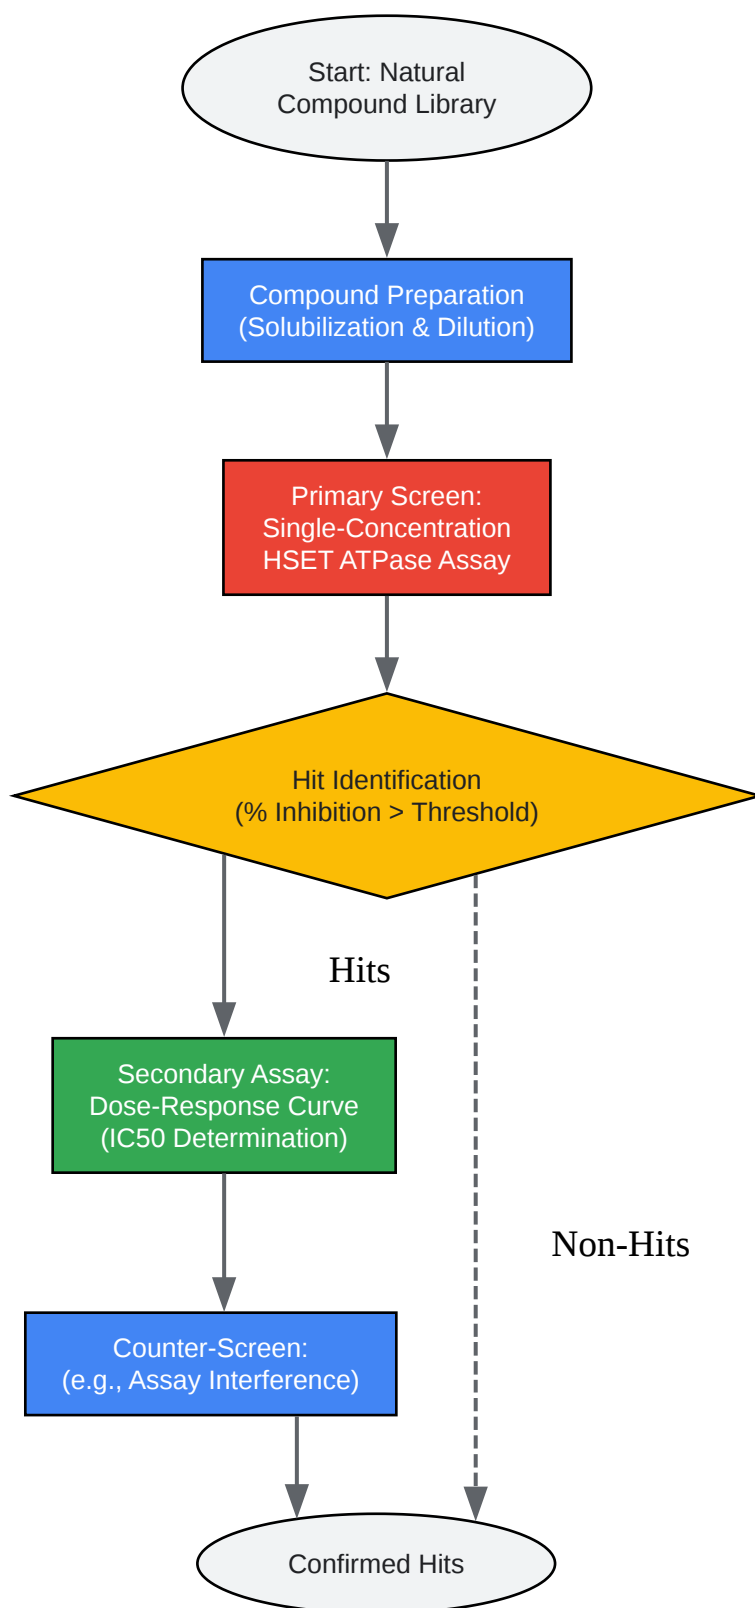 Start: Natural
Compound Library
Compound Preparation
(Solubilization & Dilution)
Primary Screen:
Single-Concentration
HSET ATPase Assay
Hit Identification
(% Inhibition > Threshold)
Hits
Secondary Assay:
Dose-Response Curve
(IC50 Determination)
Non-Hits
Counter-Screen:
(e.g., Assay Interference)
Confirmed Hits